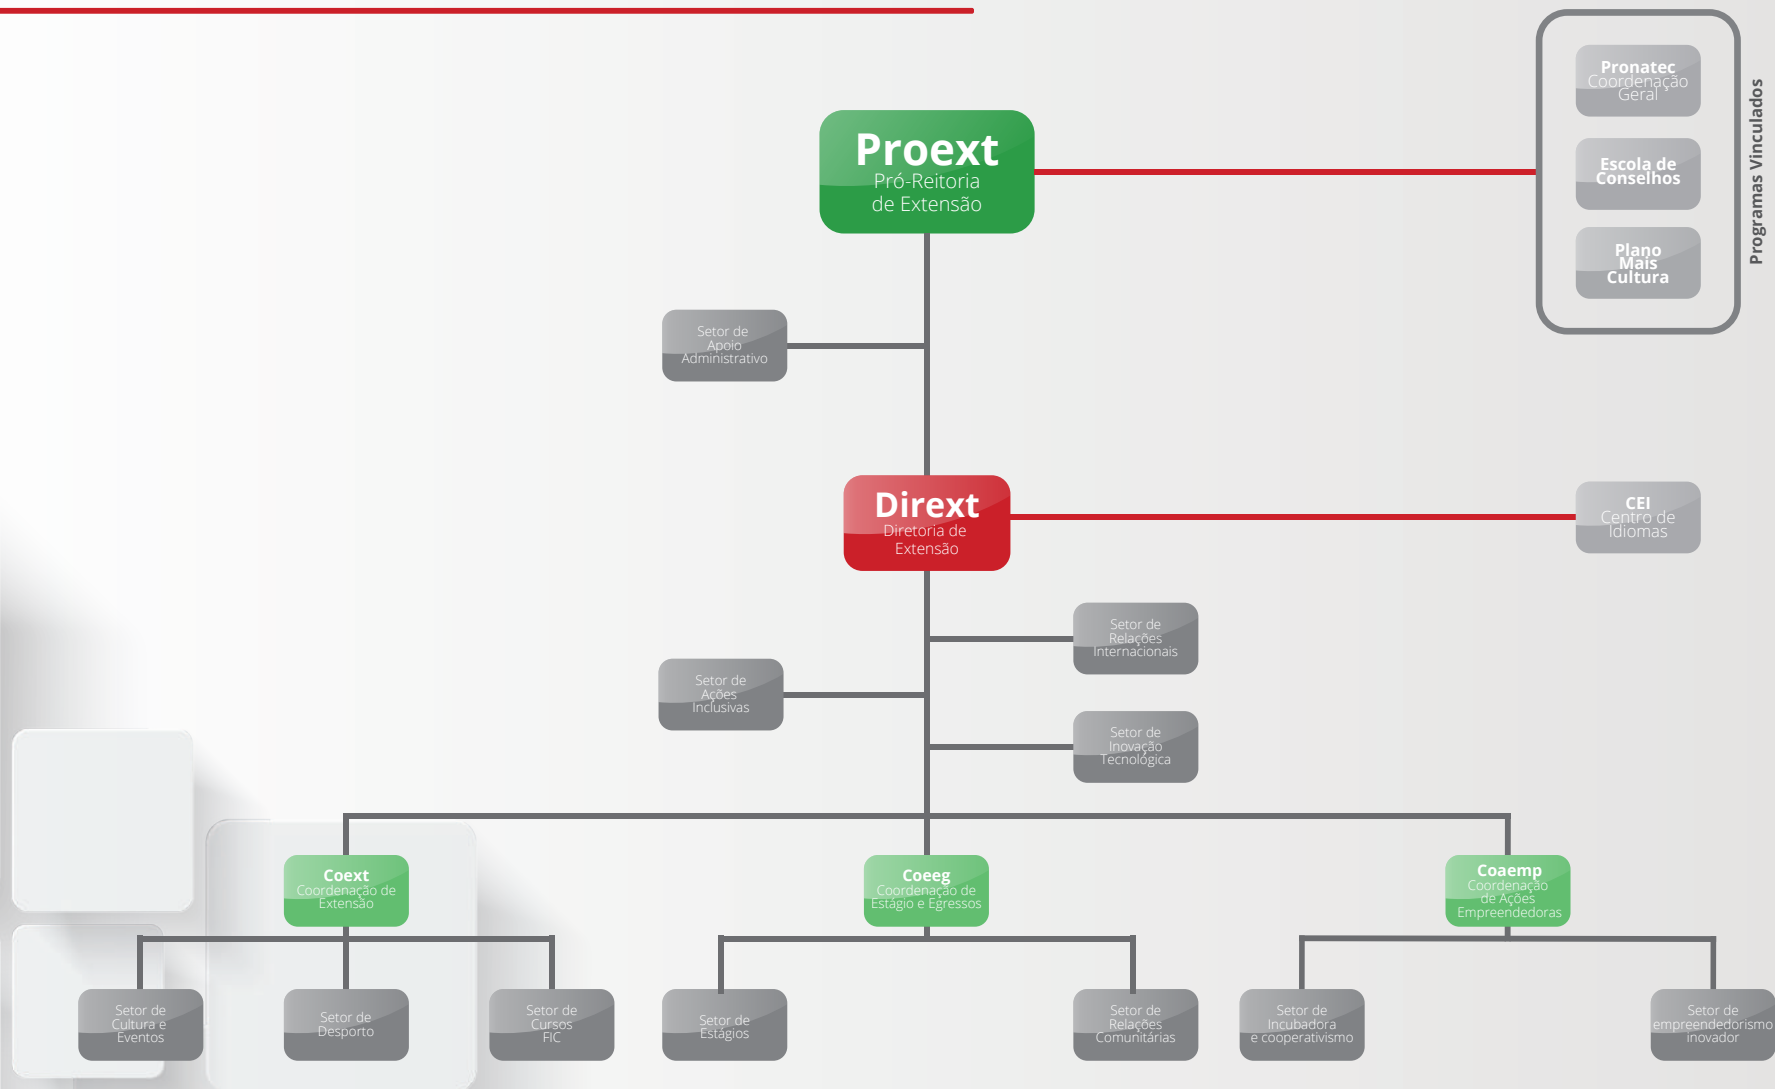 Pronatec
Coordenação
Geral
Escola de
Conselhos
Plano
Mais
Cultura
Programas Vinculados
Proext
Pró-Reitoria
de Extensão
Setor de
Apoio
Administrativo
Dirext
Diretoria de
Extensão
CEI
Centro de
Idiomas
Setor de
Relações
Internacionais
Setor de
Ações
Inclusivas
Setor de
Inovação
Tecnológica
Coext
Coordenação de
Extensão
Coeeg
Coordenação de
Estágio e Egressos
Coaemp
Coordenação
de Ações
Empreendedoras
Setor de
Cultura e
Eventos
Setor de
Desporto
Setor de
Cursos
FIC
Setor de
Estágios
Setor de
Relações
Comunitárias
Setor de
Incubadora
e cooperativismo
Setor de
empreendedorismo
inovador